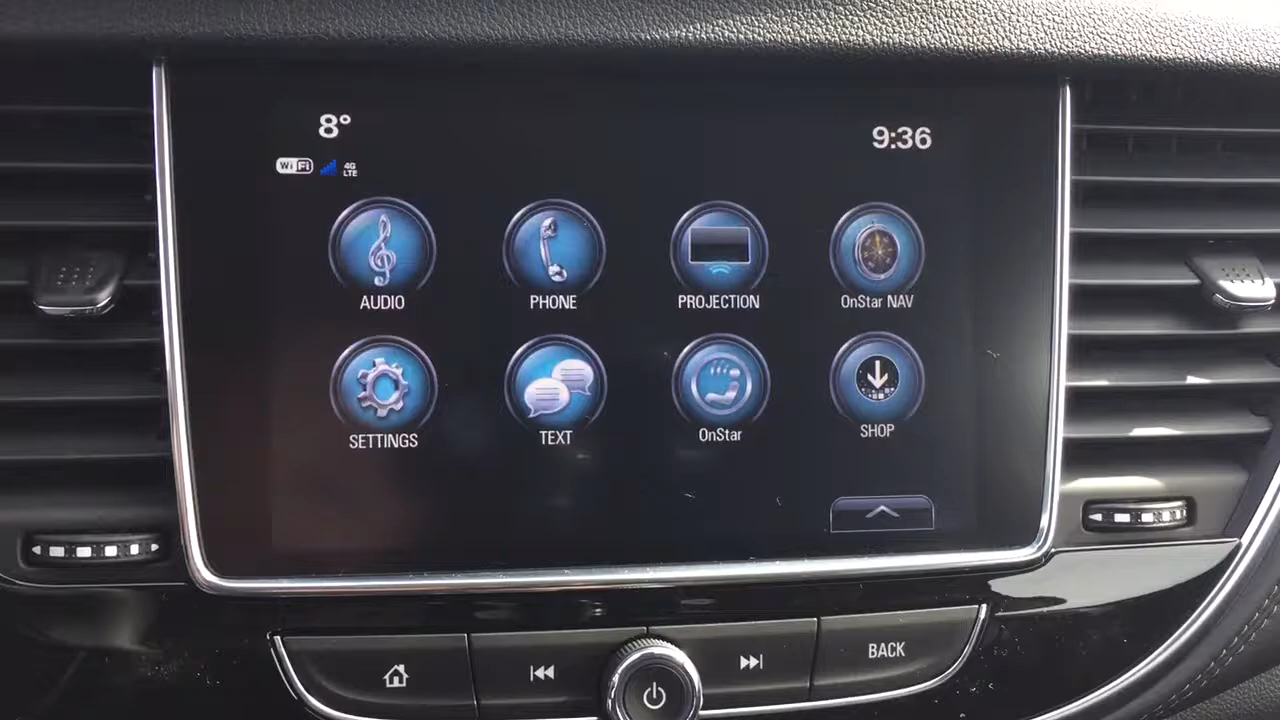 8°
9:36
WiFi
4G
LTE
AUDIO
PHONE
PROJECTION
OnStar NAV
SETTINGS
TEXT
OnStar
SHOP
BACK